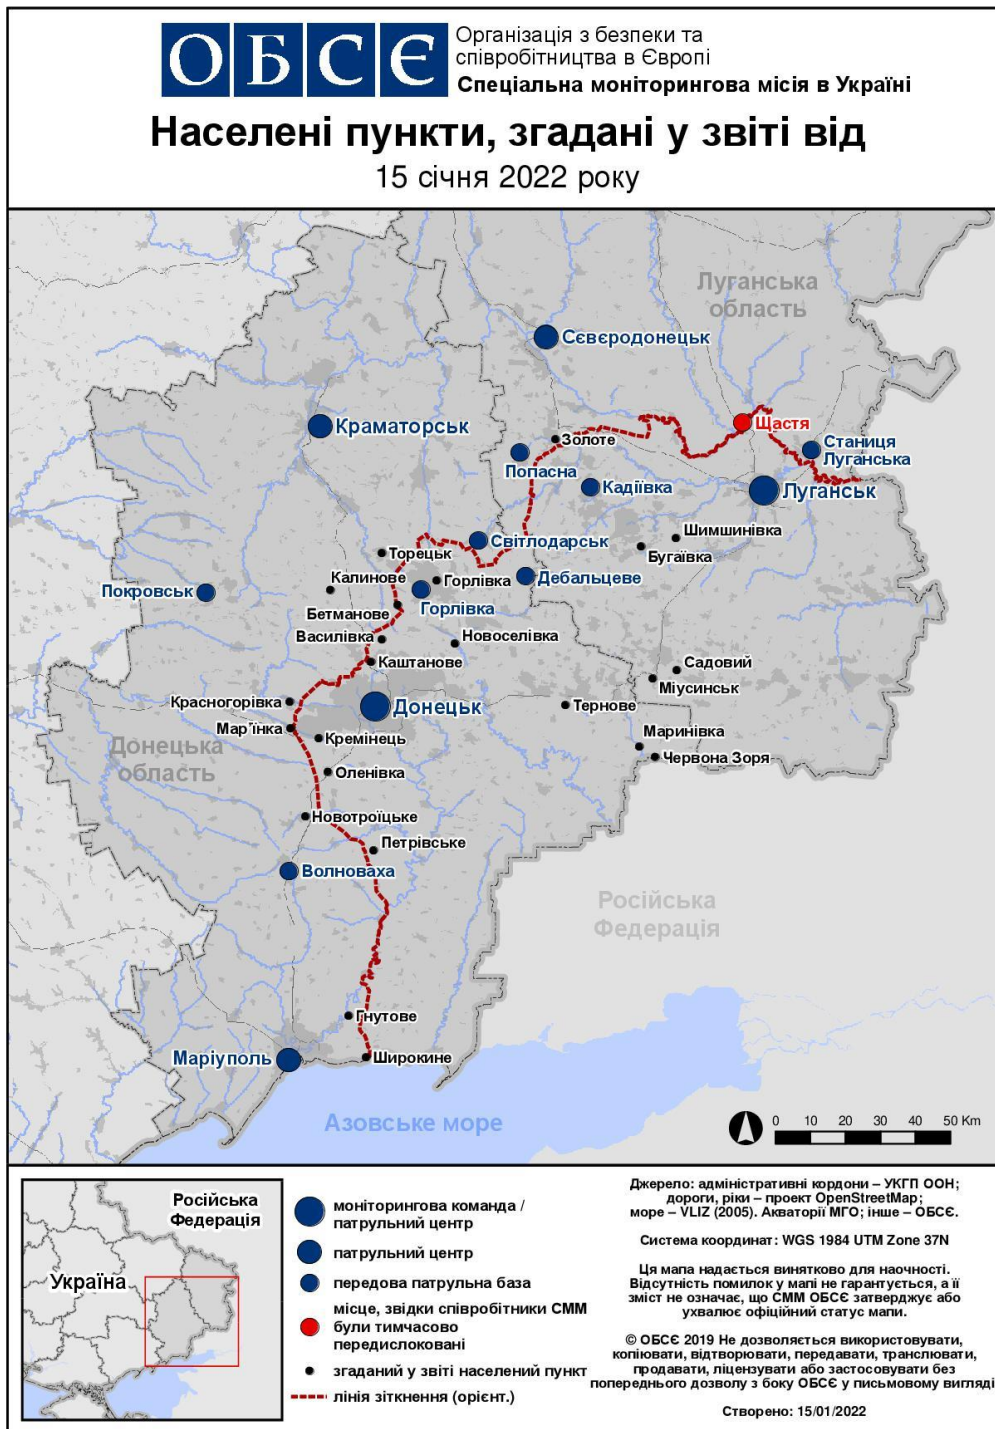 ОБСЄ
Організація з безпеки та
співробітництва в Європі
Спеціальна моніторингова місія в Україні
Населені пункти, згадані у звіті від
15 січня 2022 року
Луганська
область
Сєвєродонецьк
Краматорськ
Щастя
Золоте
Станиця
Луганська
Попасна
Кадіївка
Луганськ
Шимшинівка
Світлодарськ
Бугаївка
Торецьк
Калинове
Горлівка
Дебальцеве
Покровськ
Горлівка
Бетманове
Василівка
Новоселівка
Каштанове
Садовий
Міусинськ
Красногорівка
Донецьк
Тернове
Мар'їнка
Кремінець
Маринівка
Донецька
область
Червона Зоря
Оленівка
Новотроїцьке
Петрівське
Волноваха
Російська
Федерація
Гнутове
Маріуполь
Широкине
Азовське море
0 10 20 30 40 50 Km
Російська
Федерація
Україна
моніторингова команда /
патрульний центр
патрульний центр
передова патрульна база
місце, звідки співробітники СММ
були тимчасово
передислоковані
згаданий у звіті населений пункт
лінія зіткнення (орієнт.)
Джерело: адміністративні кордони – УКГП ООН;
дороги, ріки – проект OpenStreetMap;
море – VLIZ (2005). Акваторії МГО; інше – ОБСЄ.
Система координат: WGS 1984 UTM Zone 37N
Ця мапа надається винятково для наочності.
Відсутність помилок у мапі не гарантується, а її
зміст не означає, що СММ ОБСЄ затверджує або
ухвалює офіційний статус мапи.
© ОБСЄ 2019 Не дозволяється використовувати,
копіювати, відтворювати, передавати, транслювати,
продавати, ліцензувати або застосовувати без
попереднього дозволу з боку ОБСЄ у письмовому вигляді
Створено: 15/01/2022